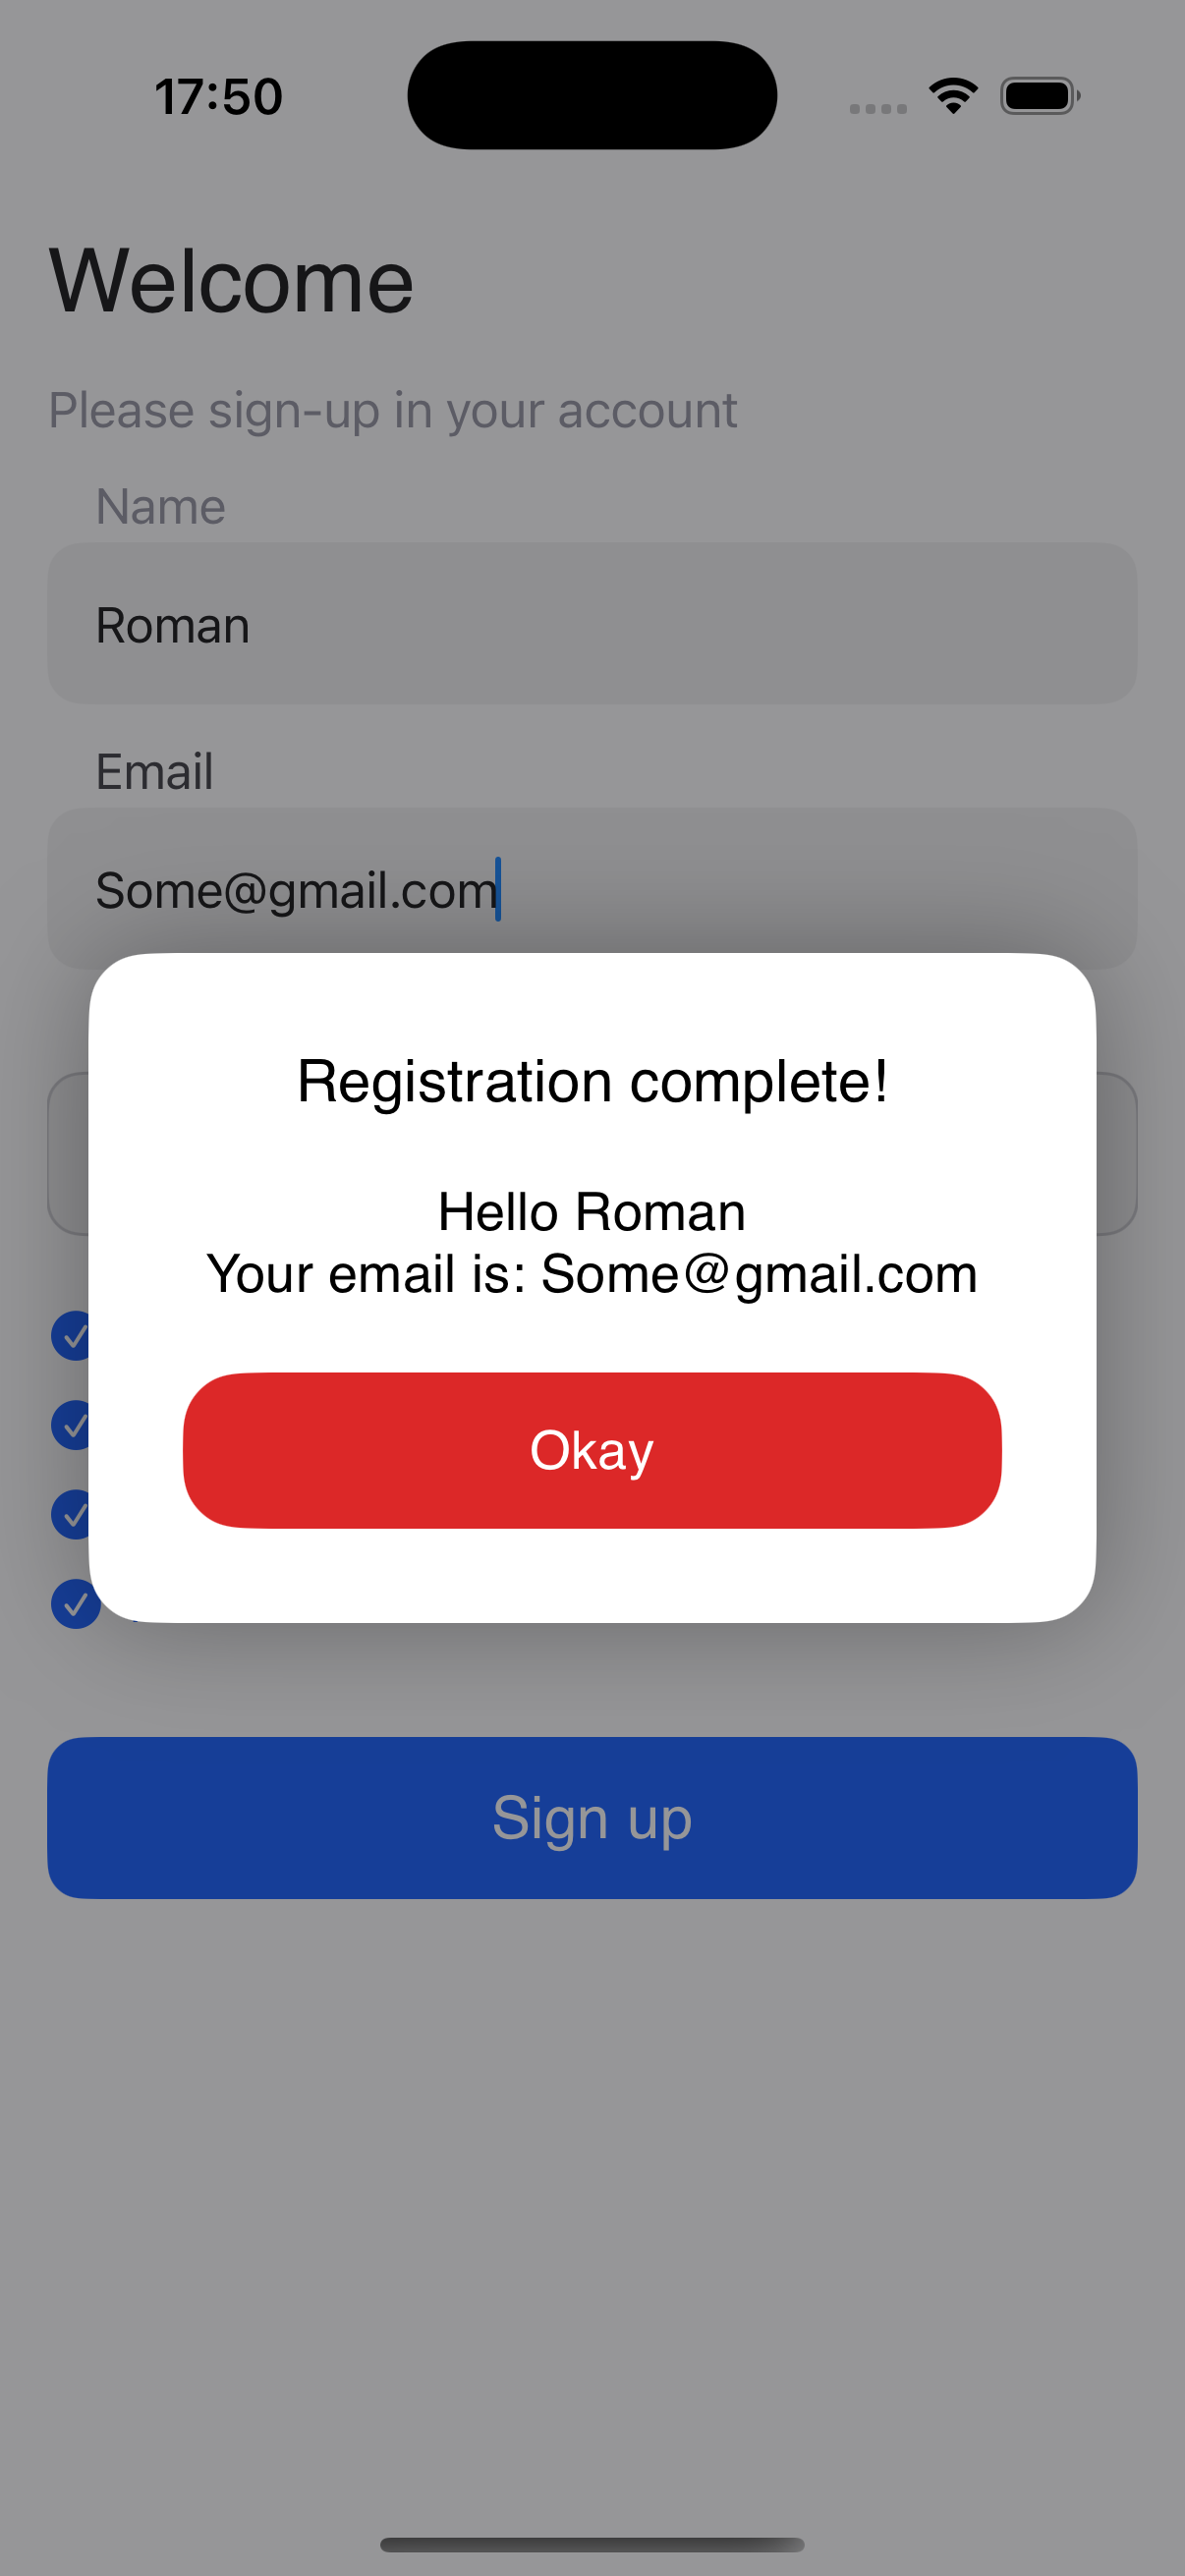 17:50
Welcome
Please sign-up in your account
Name
Roman
Email
Some@gmail.com
Registration complete!
Hello Roman
Your email is: Some@gmail.com
Okay
Sign up